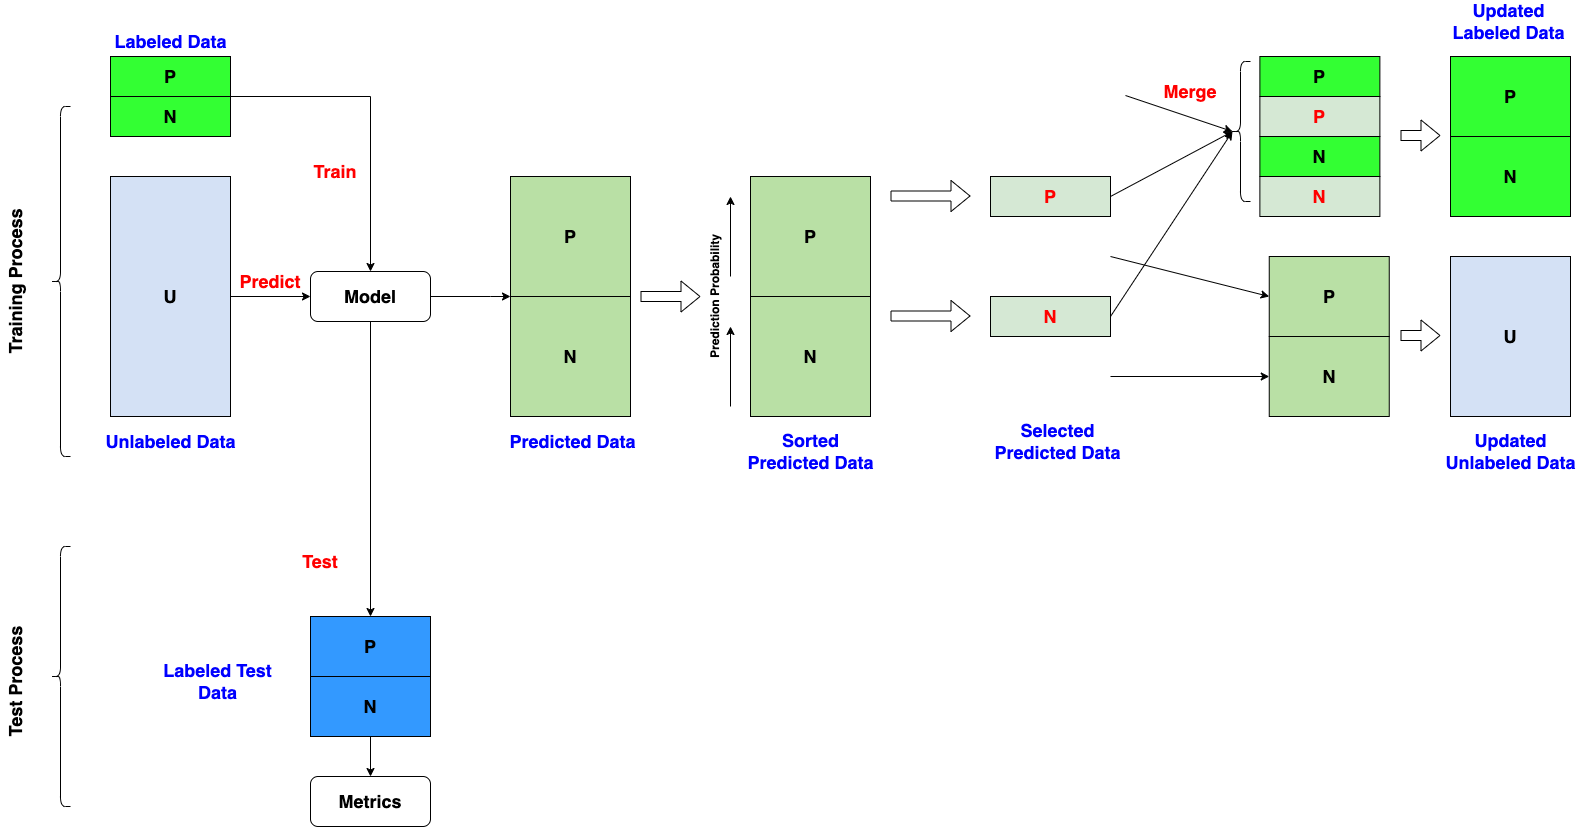 Updated
Labeled Data
Labeled Data
P
N
Train
Merge
P
P
N
N
P
N
Training Process
U
Predict
Model
P
N
Prediction Probability
P
N
P
N
P
N
U
Unlabeled Data
Predicted Data
Sorted
Predicted Data
Selected
Predicted Data
Updated
Unlabeled Data
Test Process
Test
Labeled Test
Data
P
N
Metrics